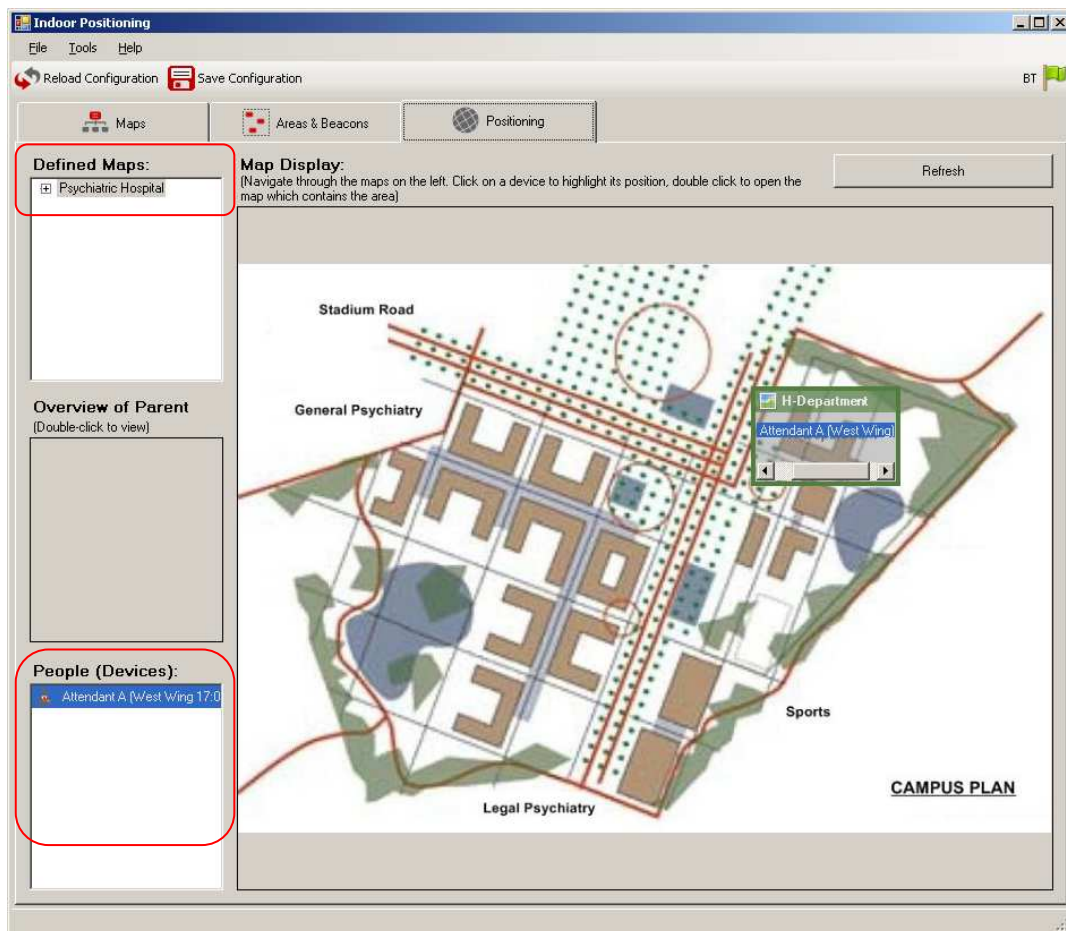 Indoor Positioning
File Tools Help
Reload Configuration Save Configuration BT
Maps Areas & Beacons Positioning
Defined Maps:
Psychiatric Hospital
Map Display:
(Navigate through the maps on the left. Click on a device to highlight its position, double click to open the
map which contains the area)
Refresh
Stadium Road
General Psychiatry
H-Department
Attendant A (West Wing)
Overview of Parent
(Double-click to view)
People (Devices):
Attendant A (West Wing 17:0
Sports
CAMPUS PLAN
Legal Psychiatry